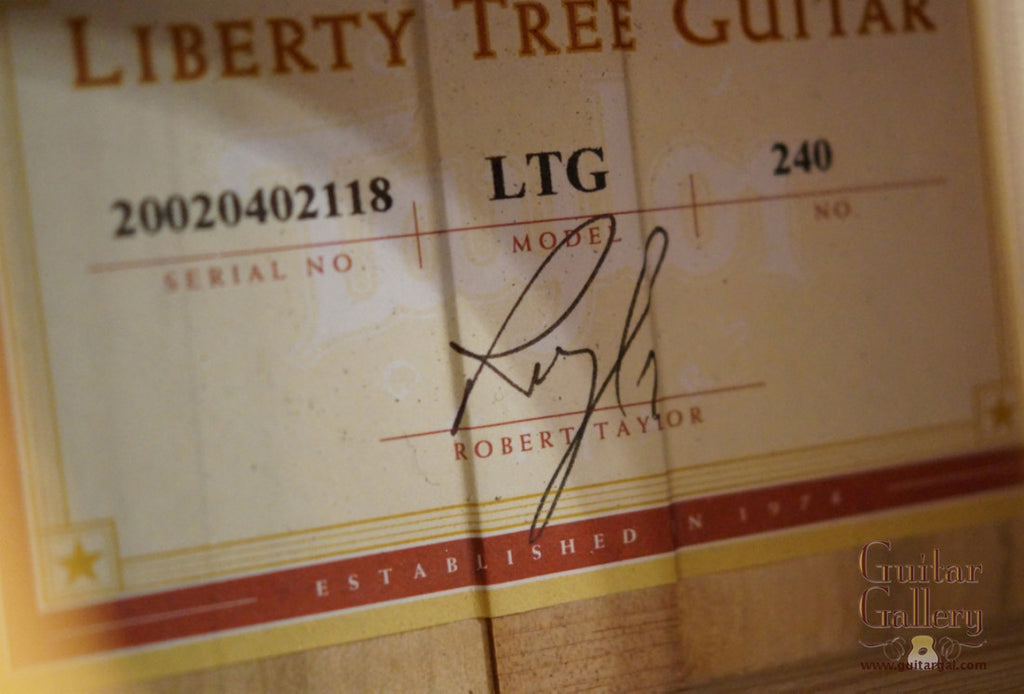 LIBERTY TREE GUITAR
20020402118 LTG 240
SERIAL NO. MODEL NO.
ROBERT TAYLOR
ESTABLISHED IN 1974
Guitar
Gallery
www.guitargal.com